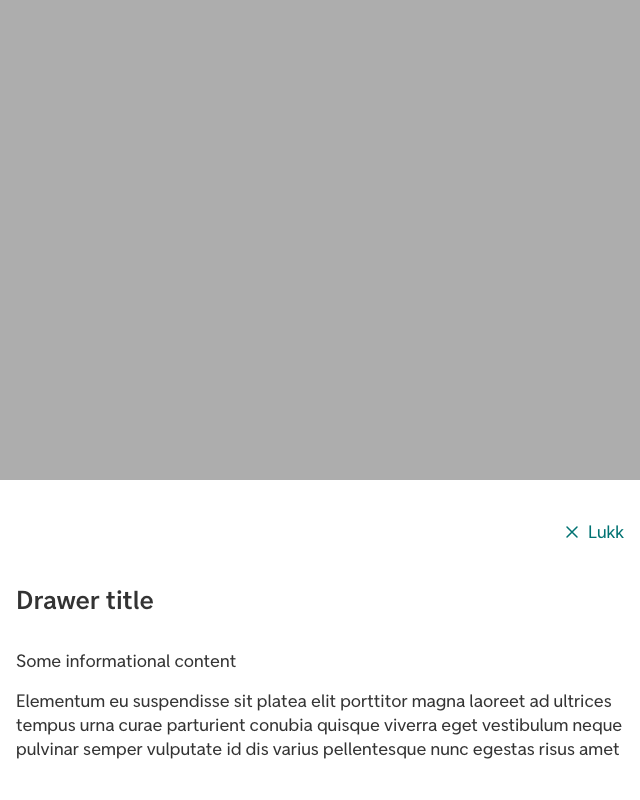 Lukk
Drawer title
Some informational content
Elementum eu suspendisse sit platea elit porttitor magna laoreet ad ultrices
tempus urna curae parturient conubia quisque viverra eget vestibulum neque
pulvinar semper vulputate id dis varius pellentesque nunc egestas risus amet